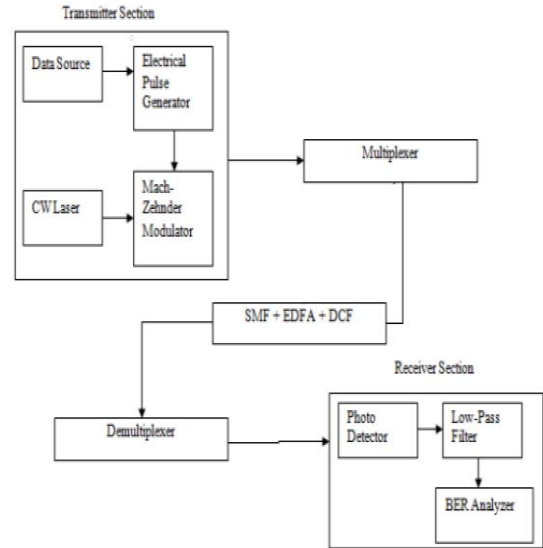 Transmitter Section
Data Source
Electrical
Pulse
Generator
CW Laser
Mach-
Zehnder
Modulator
Multiplexer
SMF + EDFA + DCF
Demultiplexer
Receiver Section
Photo
Detector
Low-Pass
Filter
BER Analyzer